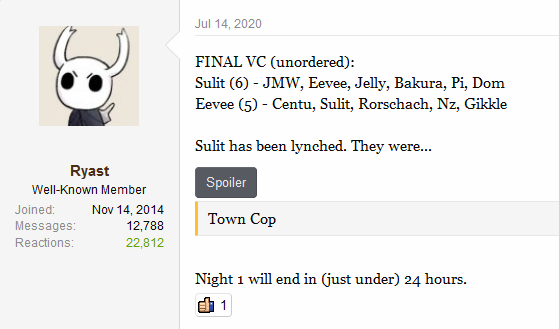 Jul 14, 2020
FINAL VC (unordered):
Sulit (6) - JMW, Eevee, Jelly, Bakura, Pi, Dom
Eevee (5) - Centu, Sulit, Rorschach, Nz, Gikkle
Sulit has been lynched. They were...
Spoiler
Town Cop
Night 1 will end in (just under) 24 hours.
1
Ryast
Well-Known Member
Joined: Nov 14, 2014
Messages: 12,788
Reactions: 22,812